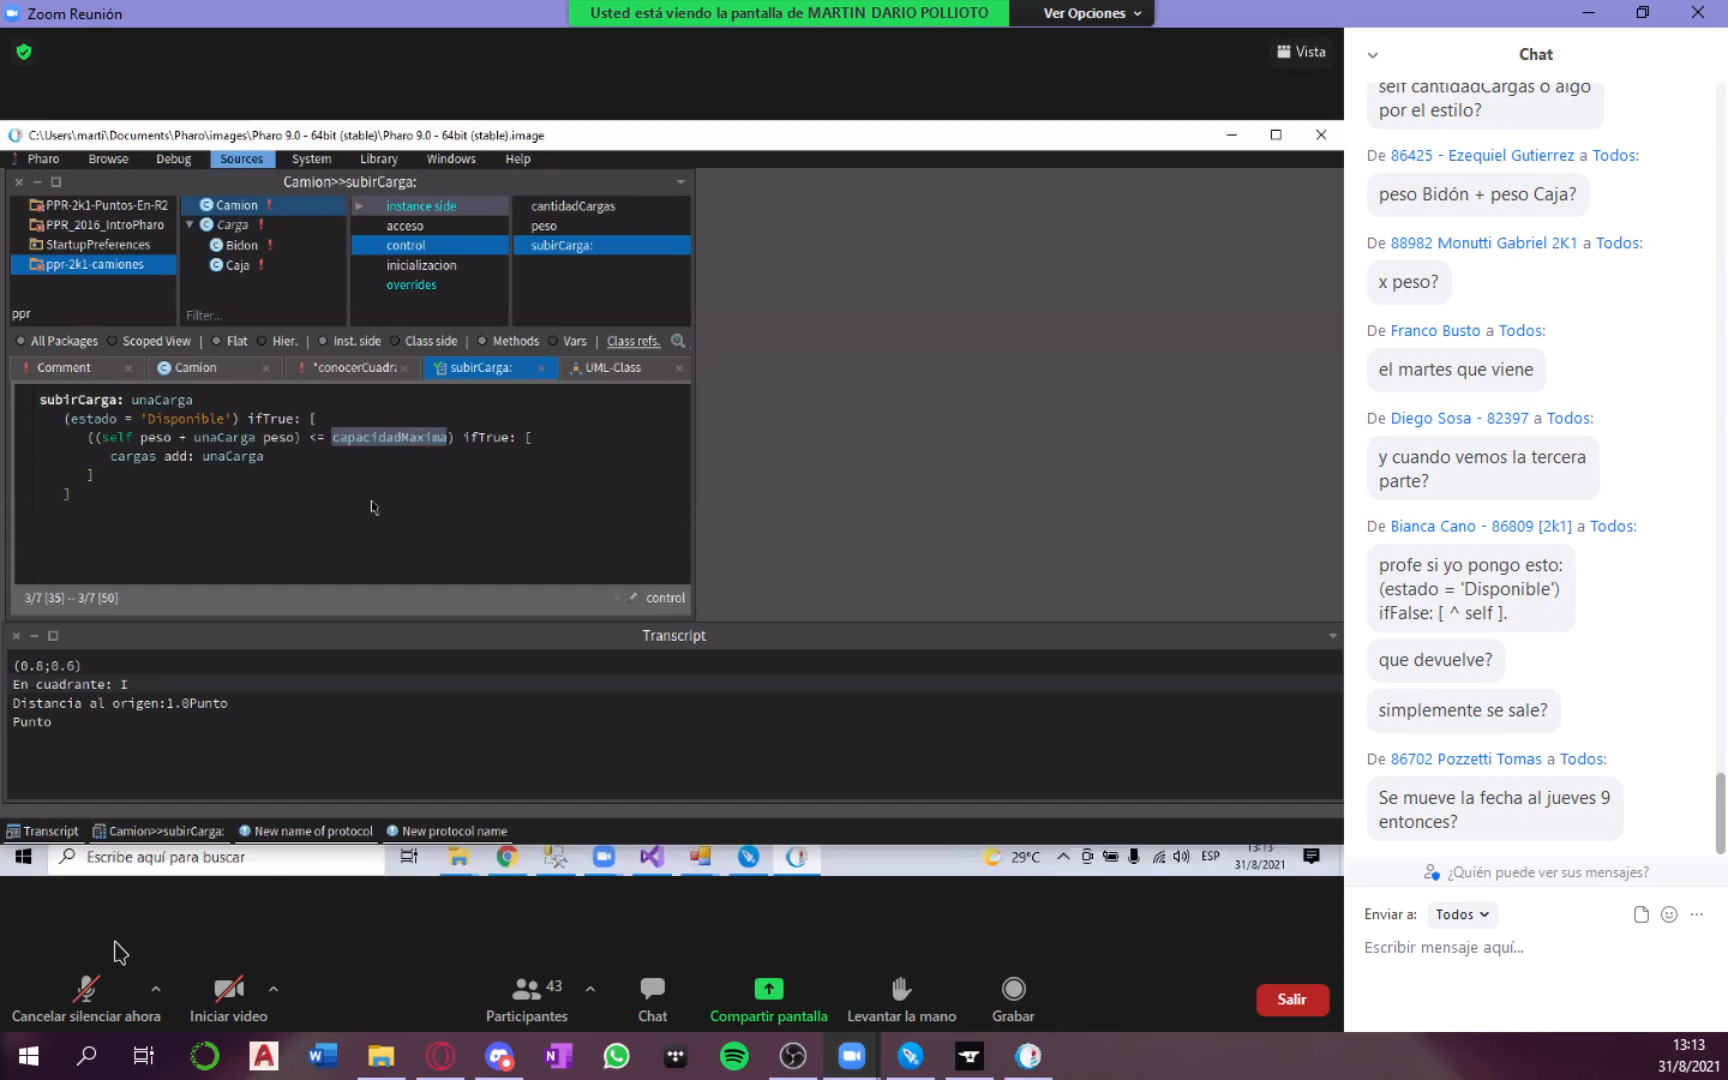 Zoom Reunión
Usted está viendo la pantalla de MARTIN DARIO POLLIOTO
Ver Opciones
Vista
C:\Users\marti\Documents\Pharo\images\Pharo 9.0 - 64bit (stable)\Pharo 9.0 - 64bit (stable).image
Pharo Browse Debug Sources System Library Windows Help
Camion>>subirCarga:
PPR-2k1-Puntos-En-R2
PPR_2016_IntroPharo
StartupPreferences
ppr-2k1-camiones
ppr
Camion
Carga
Bidon
Caja
Filter...
instance side
acceso
control
inicializacion
overrides
cantidadCargas
peso
subirCarga:
All Packages Scoped View | Flat Hier. | Inst. side Class side | Methods Vars | Class refs.
Comment Camion *conocerCuadr: subirCarga: UML-Class
subirCarga: unaCarga
(estado = 'Disponible') ifTrue: [
((self peso + unaCarga peso) <= capacidadMaxima) ifTrue: [
cargas add: unaCarga
]
]
3/7 [35] -- 3/7 [50]
control
Transcript
(0.8;0.6)
En cuadrante: I
Distancia al origen:1.0Punto
Punto
Transcript Camion>>subirCarga: New name of protocol New protocol name
Escribe aquí para buscar
29°C
ESP
13:13
31/8/2021
Cancelar silenciar ahora
Iniciar video
43
Participantes
Chat
Compartir pantalla
Levantar la mano
Grabar
Salir
Chat
self cantidadCargas o algo
por el estilo?
De 86425 - Ezequiel Gutierrez a Todos:
peso Bidón + peso Caja?
De 88982 Monutti Gabriel 2K1 a Todos:
x peso?
De Franco Busto a Todos:
el martes que viene
De Diego Sosa - 82397 a Todos:
y cuando vemos la tercera
parte?
De Bianca Cano - 86809 [2k1] a Todos:
profe si yo pongo esto:
(estado = 'Disponible')
ifFalse: [ ^ self ].
que devuelve?
simplemente se sale?
De 86702 Pozzetti Tomas a Todos:
Se mueve la fecha al jueves 9
entonces?
¿Quién puede ver sus mensajes?
Enviar a: Todos
Escribir mensaje aquí...
13:13
31/8/2021